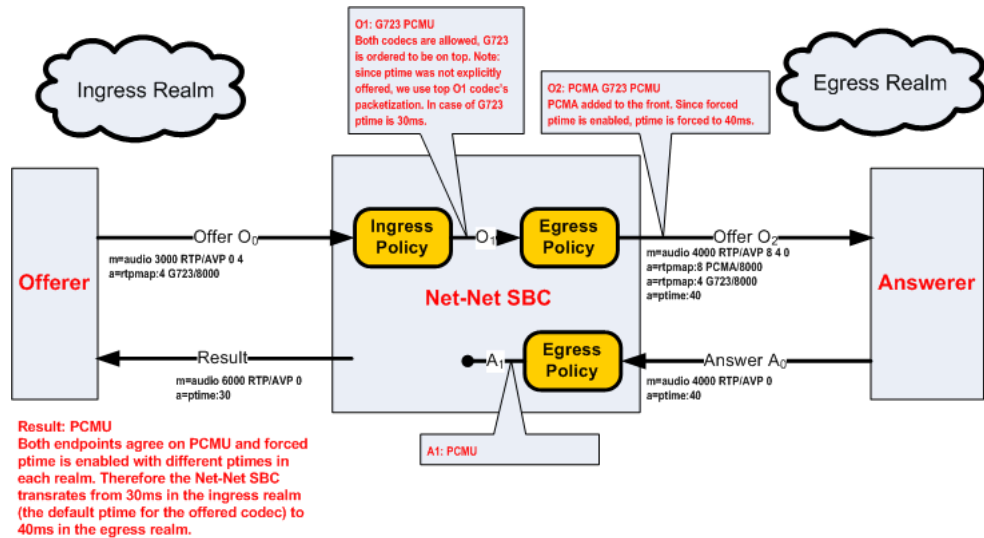 O1: G723 PCMU
Both codecs are allowed, G723
is ordered to be on top. Note:
since ptime was not explicitly
offered, we use top O1 codec's
packetization. In case of G723
ptime is 30ms.
Ingress Realm
O2: PCMA G723 PCMU
PCMA added to the front. Since forced
ptime is enabled, ptime is forced to 40ms.
Egress Realm
Offerer
Offer O0
m=audio 3000 RTP/AVP 0 4
a=rtpmap:4 G723/8000
Ingress
Policy
O1
Egress
Policy
Offer O2
m=audio 4000 RTP/AVP 8 4 0
a=rtpmap:8 PCMA/8000
a=rtpmap:4 G723/8000
a=ptime:40
Answerer
Net-Net SBC
Result
m=audio 6000 RTP/AVP 0
a=ptime:30
A1
Egress
Policy
Answer A0
m=audio 4000 RTP/AVP 0
a=ptime:40
A1: PCMU
Result: PCMU
Both endpoints agree on PCMU and forced
ptime is enabled with different ptimes in
each realm. Therefore the Net-Net SBC
transrates from 30ms in the ingress realm
(the default ptime for the offered codec) to
40ms in the egress realm.